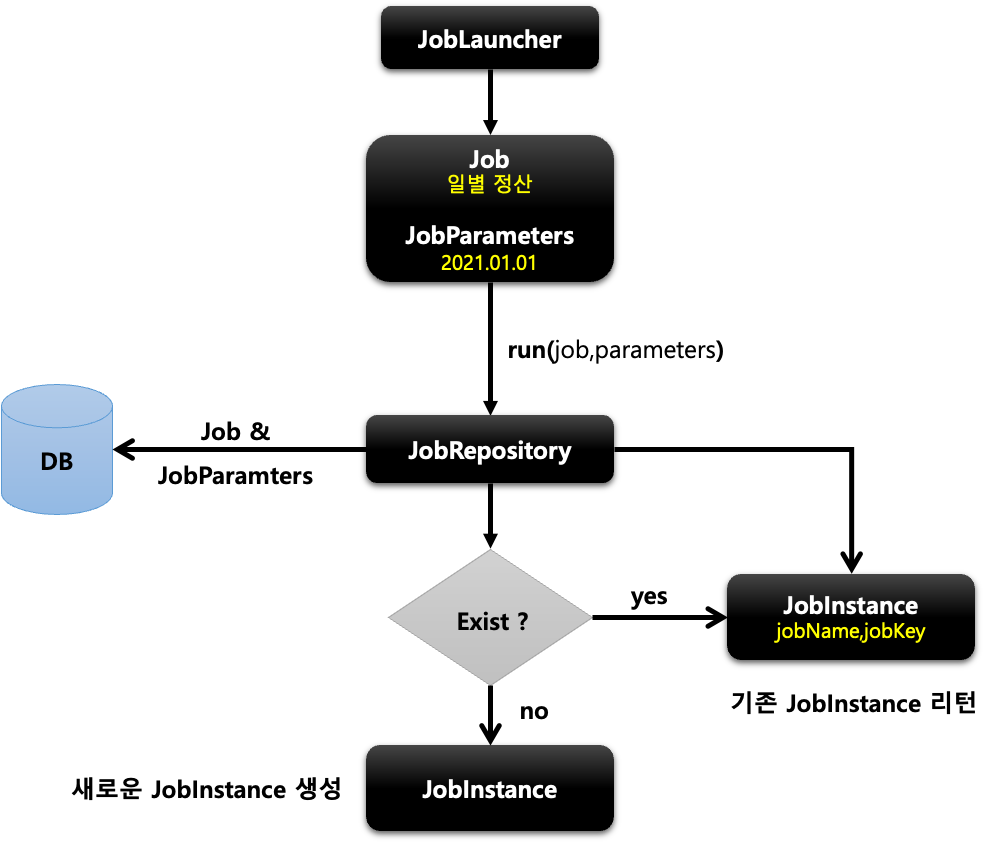 JobLauncher
Job
일별 정산
JobParameters
2021.01.01
run(job,parameters)
Job &
JobParamters
DB
JobRepository
Exist ?
yes
JobInstance
jobName,jobKey
기존 JobInstance 리턴
no
새로운 JobInstance 생성
JobInstance